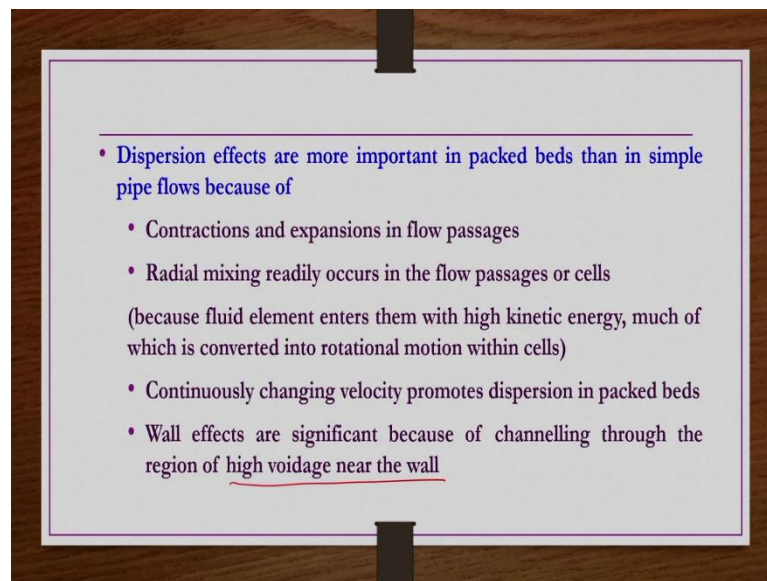 • Dispersion effects are more important in packed beds than in simple
pipe flows because of
• Contractions and expansions in flow passages
• Radial mixing readily occurs in the flow passages or cells
(because fluid element enters them with high kinetic energy, much of
which is converted into rotational motion within cells)
• Continuously changing velocity promotes dispersion in packed beds
• Wall effects are significant because of channelling through the
region of high voidage near the wall